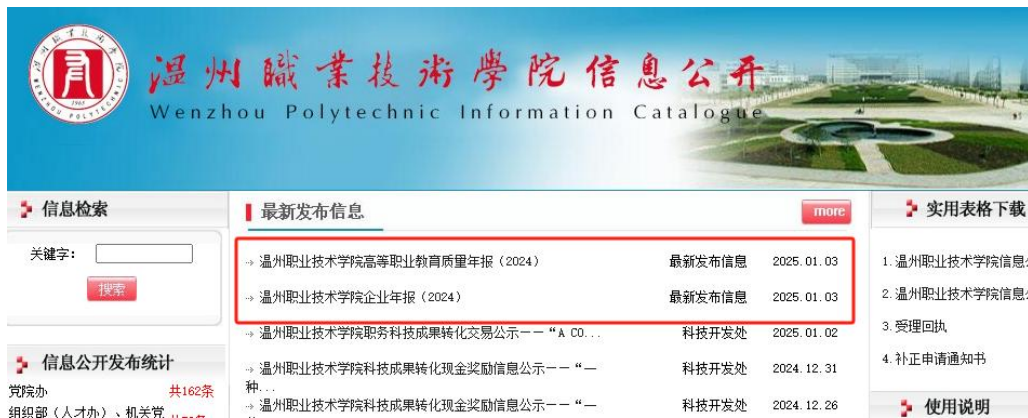 温州職業技術學院信息公开
Wenzhou Polytechnic Information Catalogue
信息检索
关键字：
搜索
信息公开发布统计
党院办 共162条
组织部（人才办）、机关党
最新发布信息 more
温州职业技术学院高等职业教育质量年报（2024） 最新发布信息 2025.01.03
温州职业技术学院企业年报（2024） 最新发布信息 2025.01.03
温州职业技术学院职务科技成果转化交易公示——“A CO... 科技开发处 2025.01.02
温州职业技术学院科技成果转化现金奖励信息公示——“一 科技开发处 2024.12.31
种...
温州职业技术学院科技成果转化现金奖励信息公示——“一 科技开发处 2024.12.26
实用表格下载
1.温州职业技术学院信息
2.温州职业技术学院信息
3.受理回执
4.补正申请通知书
使用说明